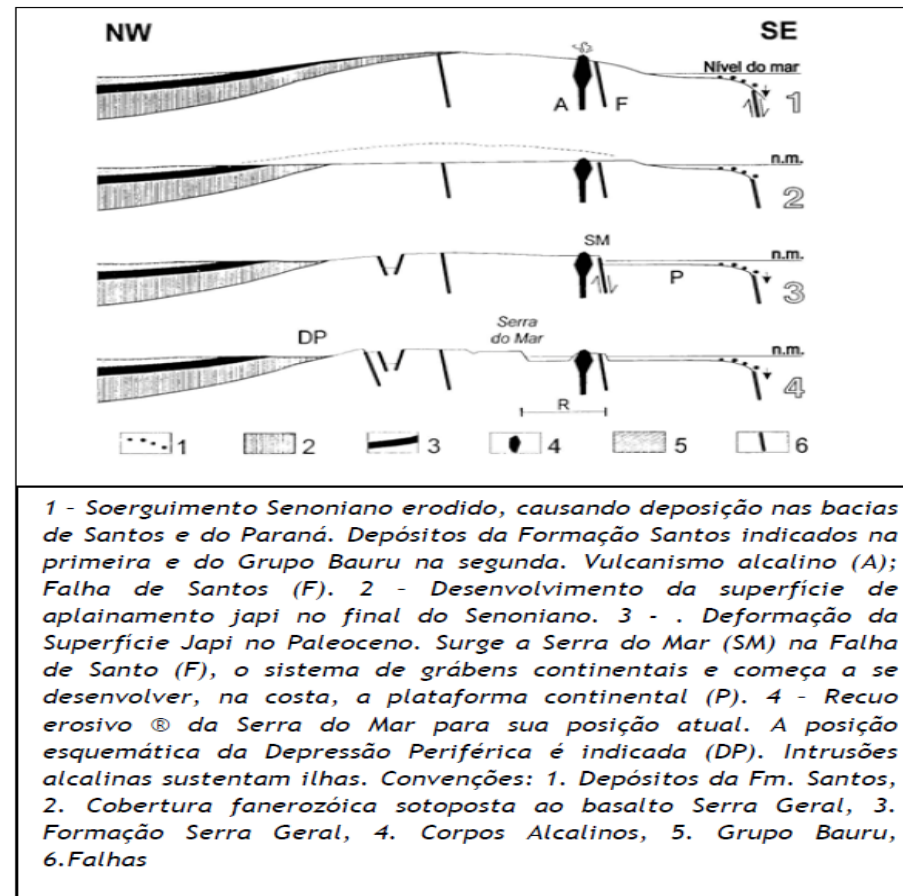 NW SE
Nível do mar
A F 1
n.m.
2
SM n.m.
P 3
DP Serra
do Mar n.m.
R 4
1 2 3 4 5 6
1 - Soerguimento Senoniano erodido, causando deposição nas bacias
de Santos e do Paraná. Depósitos da Formação Santos indicados na
primeira e do Grupo Bauru na segunda. Vulcanismo alcalino (A);
Falha de Santos (F). 2 - Desenvolvimento da superfície de
aplainamento japi no final do Senoniano. 3 - . Deformação da
Superfície Japi no Paleoceno. Surge a Serra do Mar (SM) na Falha
de Santo (F), o sistema de grábens continentais e começa a se
desenvolver, na costa, a plataforma continental (P). 4 - Recuo
erosivo ® da Serra do Mar para sua posição atual. A posição
esquemática da Depressão Periférica é indicada (DP). Intrusões
alcalinas sustentam ilhas. Convenções: 1. Depósitos da Fm. Santos,
2. Cobertura fanerozóica sotoposta ao basalto Serra Geral, 3.
Formação Serra Geral, 4. Corpos Alcalinos, 5. Grupo Bauru,
6.Falhas